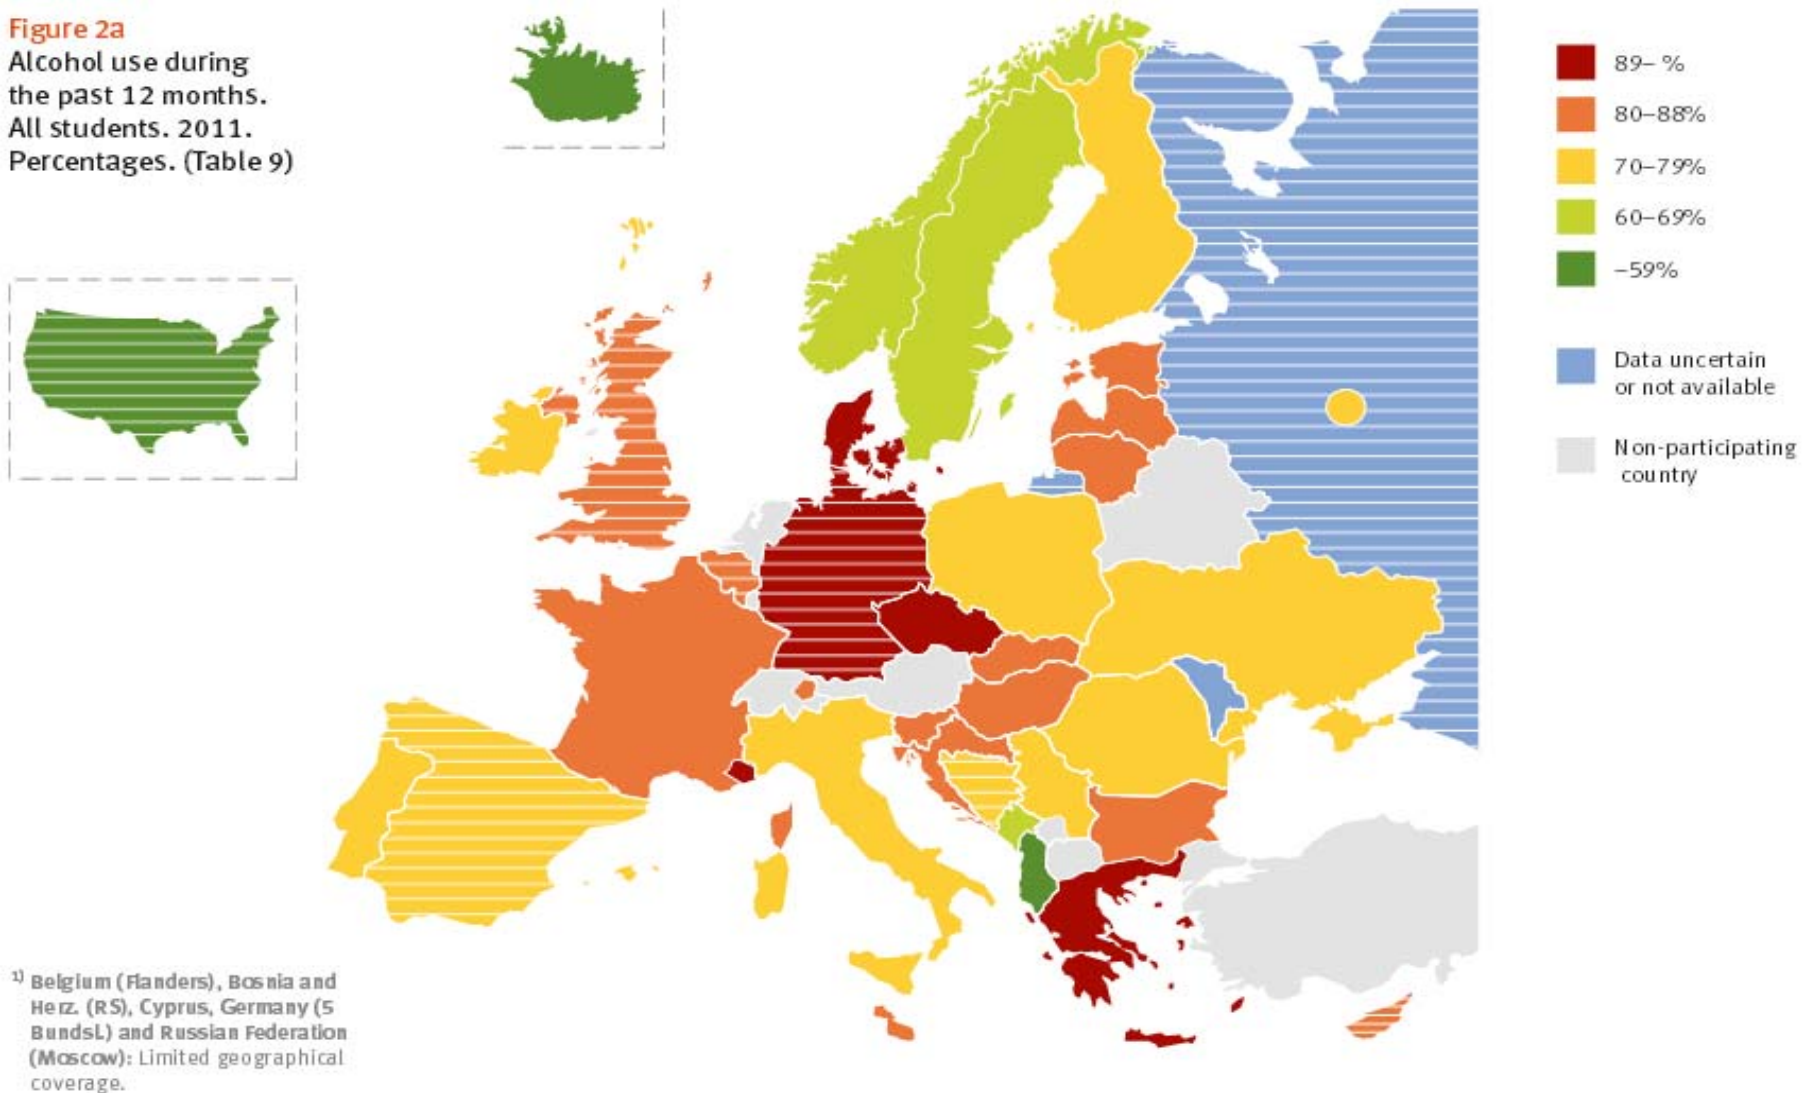 Figure 2a
Alcohol use during
the past 12 months.
All students. 2011.
Percentages. (Table 9)
89– %
80–88%
70–79%
60–69%
–59%
Data uncertain
or not available
Non-participating
country
1) Belgium (Flanders), Bosnia and
Herz. (RS), Cyprus, Germany (5
Bundsl.) and Russian Federation
(Moscow): Limited geographical
coverage.